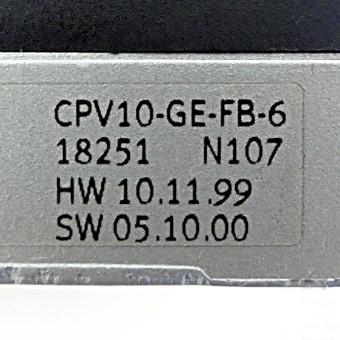 CPV10-GE-FB-6
18251 N107
HW 10.11.99
SW 05.10.00